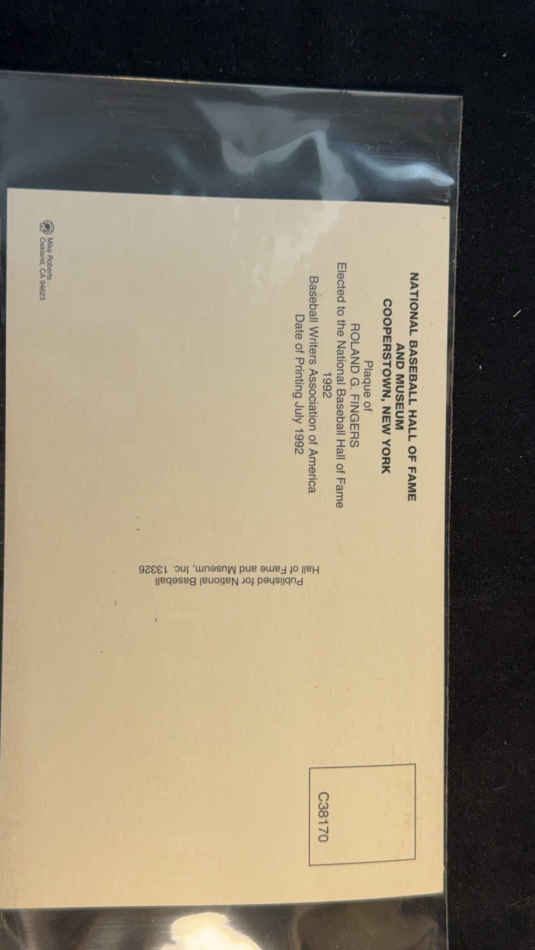 NATIONAL BASEBALL HALL OF FAME
AND MUSEUM
COOPERSTOWN, NEW YORK
Plaque of
ROLAND G. FINGERS
Elected to the National Baseball Hall of Fame
1992
Baseball Writers Association of America
Date of Printing July 1992
Published for National Baseball
Hall of Fame and Museum, Inc. 13326
C38170
Mike Roberts
Oakland, CA 94623